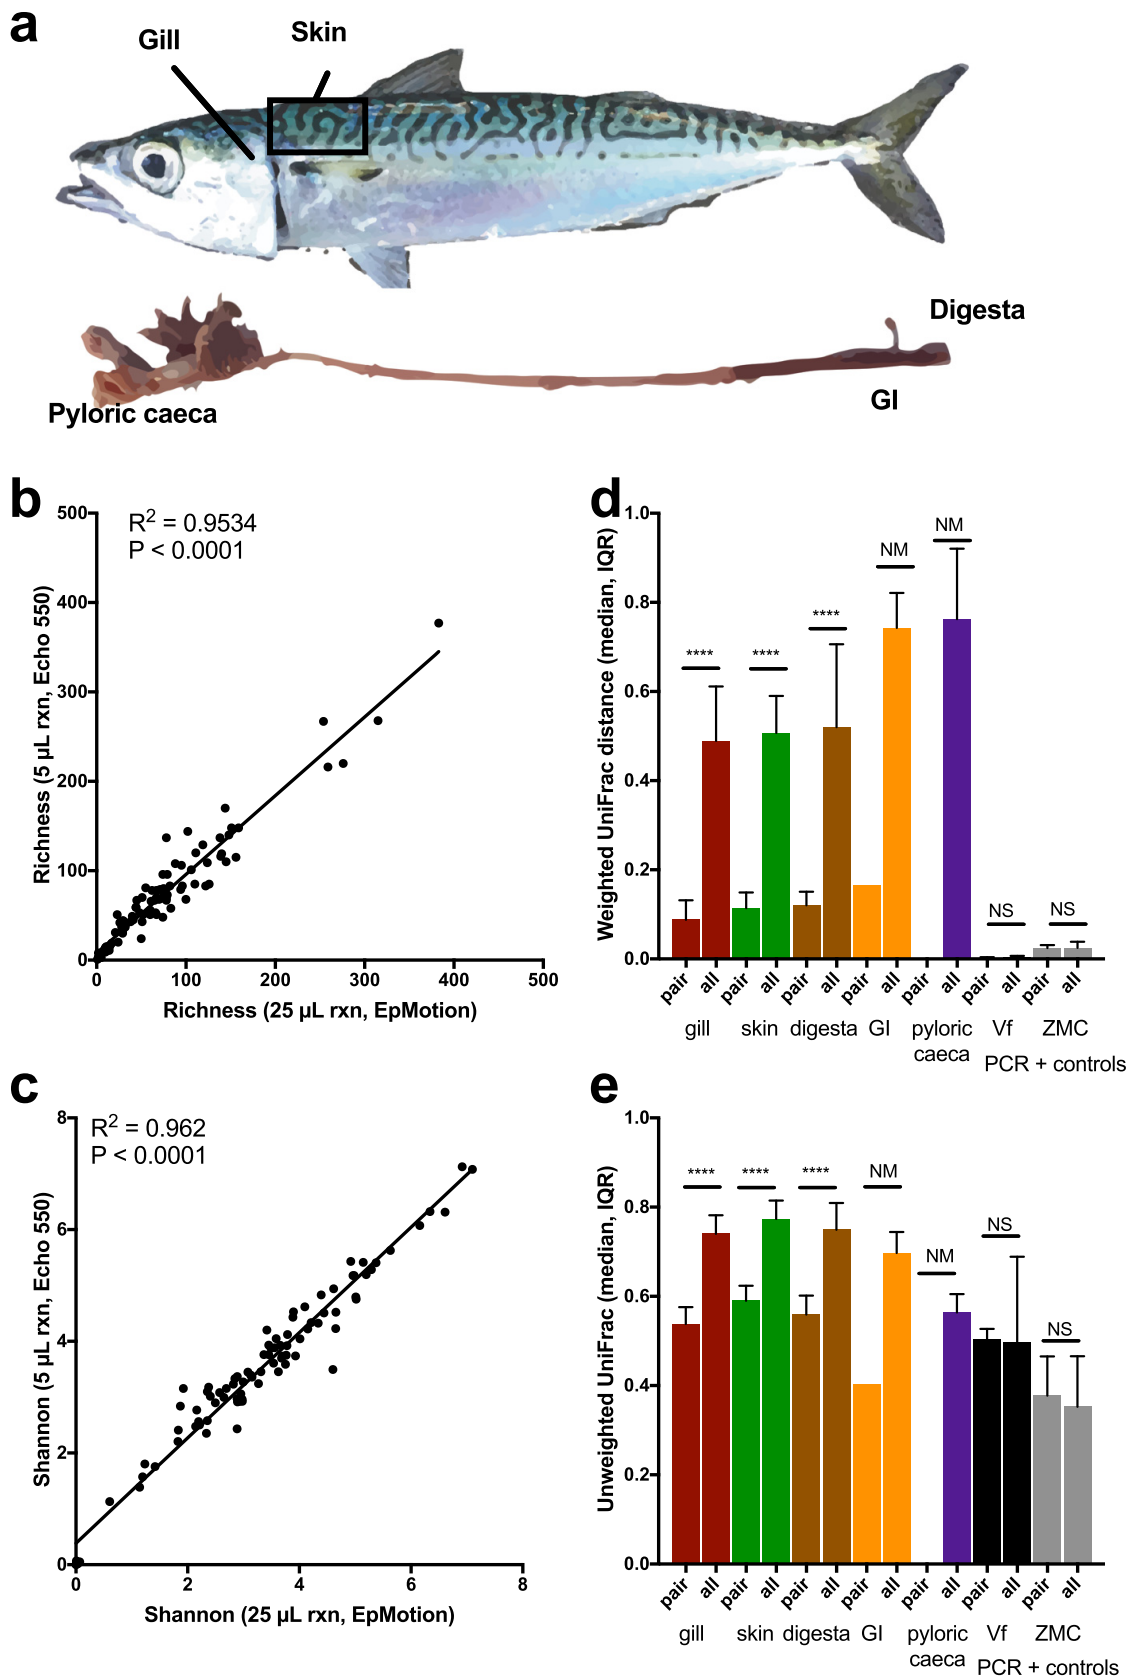 a
Gill
Skin
Digesta
GI
Pyloric caeca
b
R² = 0.9534
P < 0.0001
Richness (5 µL rxn, Echo 550)
500
400
300
200
100
0
0 100 200 300 400 500
Richness (25 µL rxn, EpMotion)
c
R² = 0.962
P < 0.0001
Shannon (5 µL rxn, Echo 550)
8
6
4
2
0
0 2 4 6 8
Shannon (25 µL rxn, EpMotion)
d
Weighted UniFrac distance (median, IQR)
1.0
0.8
0.6
0.4
0.2
0.0
**** **** **** NM NM NS NS
pair all pair all pair all pair all pair all pair all pair all
gill skin digesta GI pyloric caeca Vf ZMC
PCR + controls
e
Unweighted UniFrac (median, IQR)
1.0
0.8
0.6
0.4
0.2
0.0
**** **** **** NM NM NS NS
pair all pair all pair all pair all pair all pair all pair all
gill skin digesta GI pyloric caeca Vf ZMC
PCR + controls